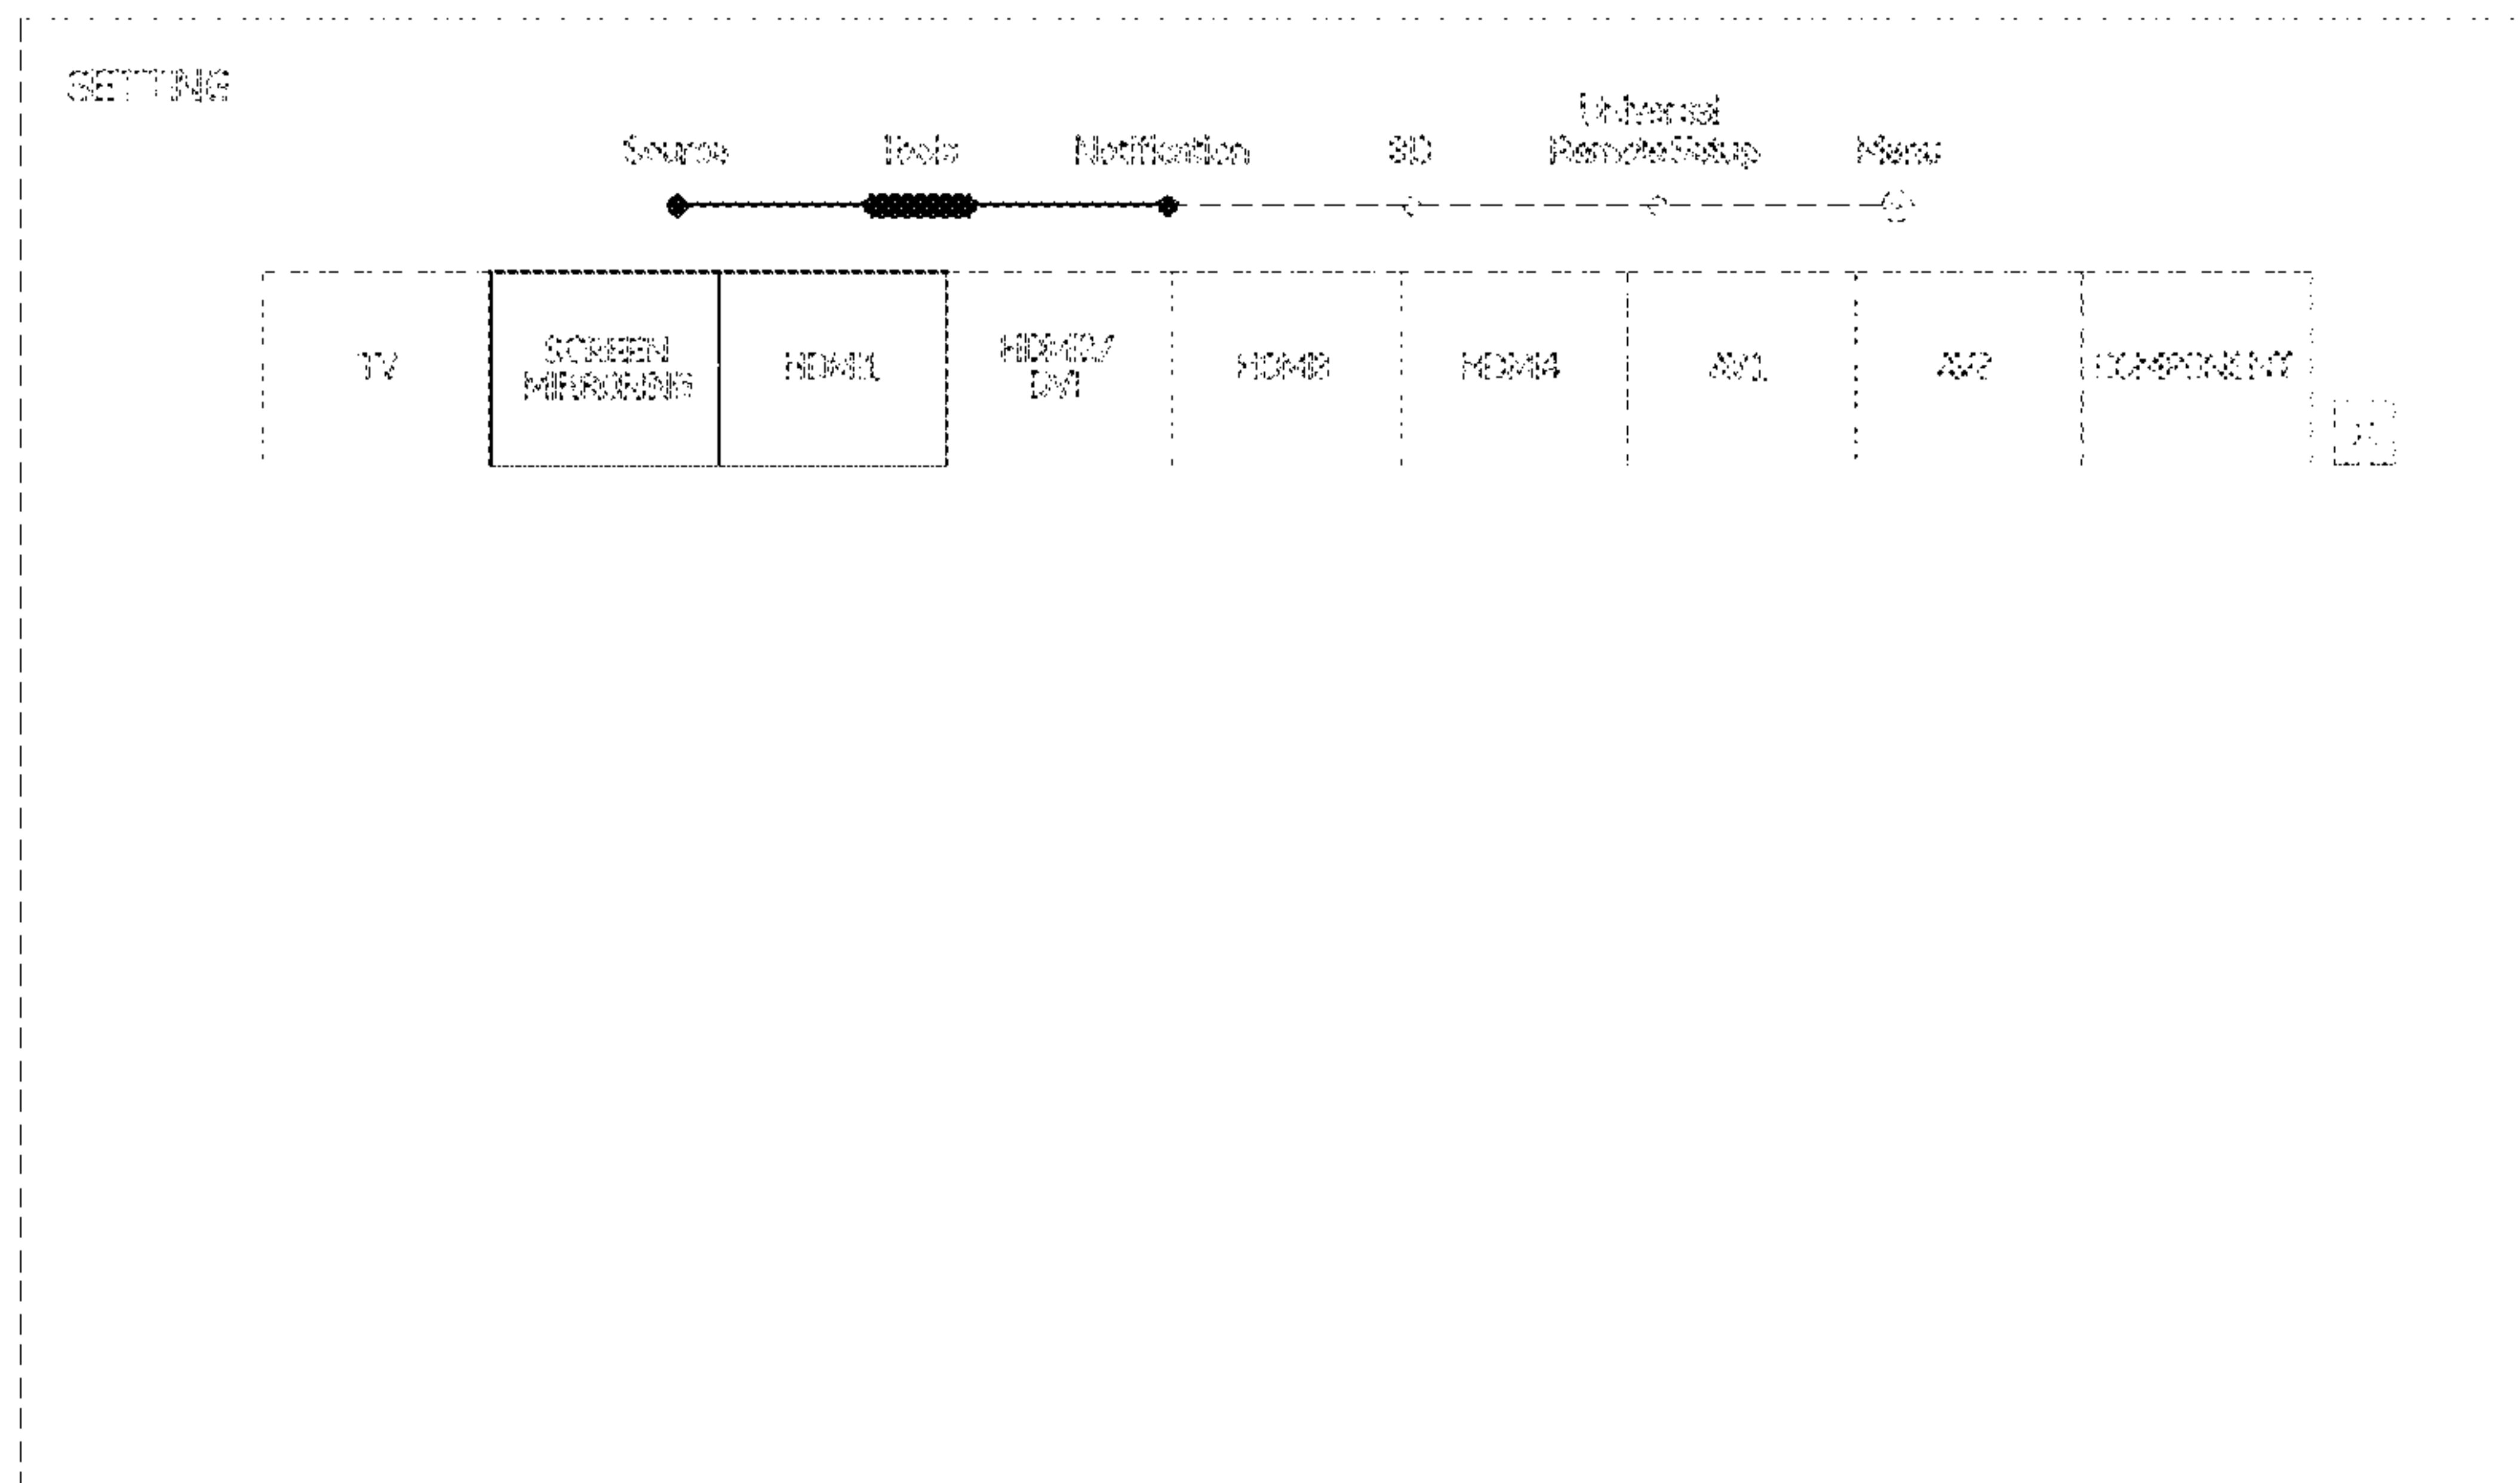 SETTING
Universal
Source Tools Notification 3D Remote Setup Menu
SCREEN HDMI2/
TV MIRRORING HDMI1 DVI HDMI3 HDMI4 AV1 AV2 COMPONENT